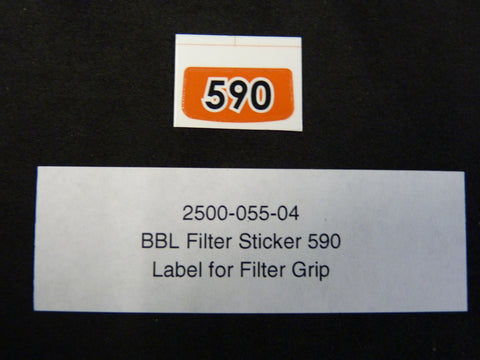 590
2500-055-04
BBL Filter Sticker 590
Label for Filter Grip